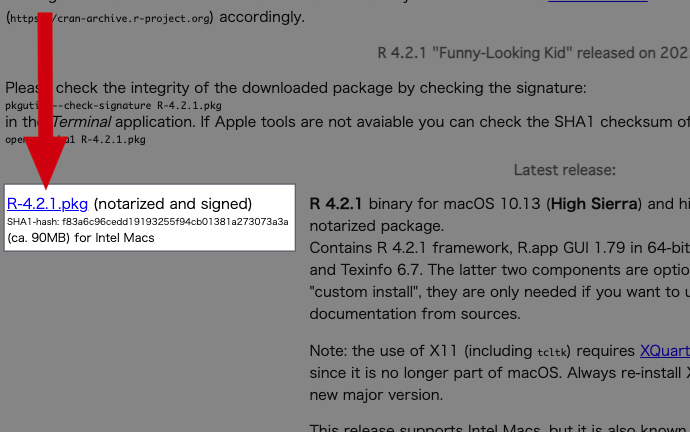 (https://cran-archive.r-project.org) accordingly.
R 4.2.1 "Funny-Looking Kid" released on 202
Please check the integrity of the downloaded package by checking the signature:
--check-signature R-4.2.1.pkg
in the Terminal application. If Apple tools are not avaiable you can check the SHA1 checksum of
R-4.2.1.pkg
Latest release:
R-4.2.1.pkg (notarized and signed)
SHA1-hash: f83a6c96cedd19193255f94cb01381a273073a3a
(ca. 90MB) for Intel Macs
R 4.2.1 binary for macOS 10.13 (High Sierra) and hi
notarized package.
Contains R 4.2.1 framework, R.app GUI 1.79 in 64-bit
and Texinfo 6.7. The latter two components are optio
"custom install", they are only needed if you want to u
documentation from sources.
Note: the use of X11 (including tcltk) requires XQuart
since it is no longer part of macOS. Always re-install X
new major version.
This release supports Intel Macs, but it is also known